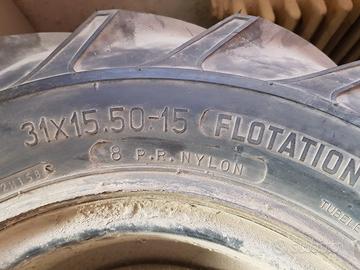 31X15.50-15 FLOTATION
8 P.R. NYLON